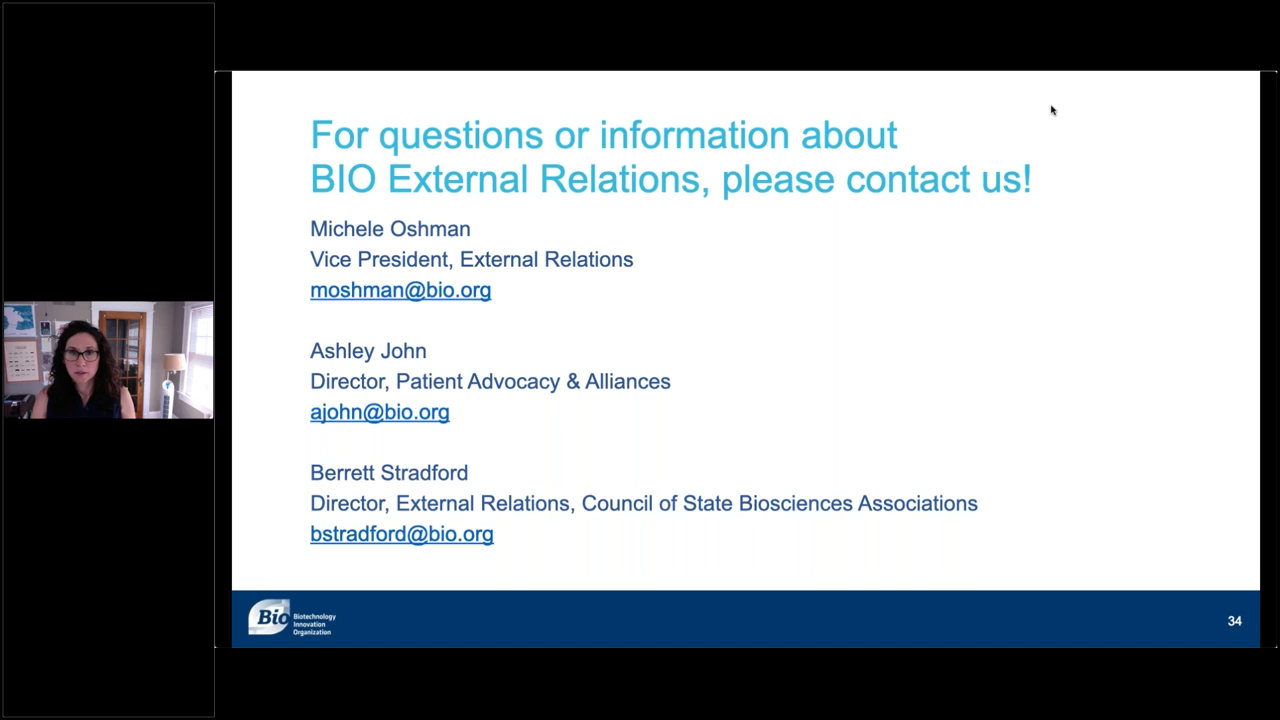 For questions or information about
BIO External Relations, please contact us!
Michele Oshman
Vice President, External Relations
moshman@bio.org
Ashley John
Director, Patient Advocacy & Alliances
ajohn@bio.org
Berrett Stradford
Director, External Relations, Council of State Biosciences Associations
bstradford@bio.org
Bio
Biotechnology
Innovation
Organization
34